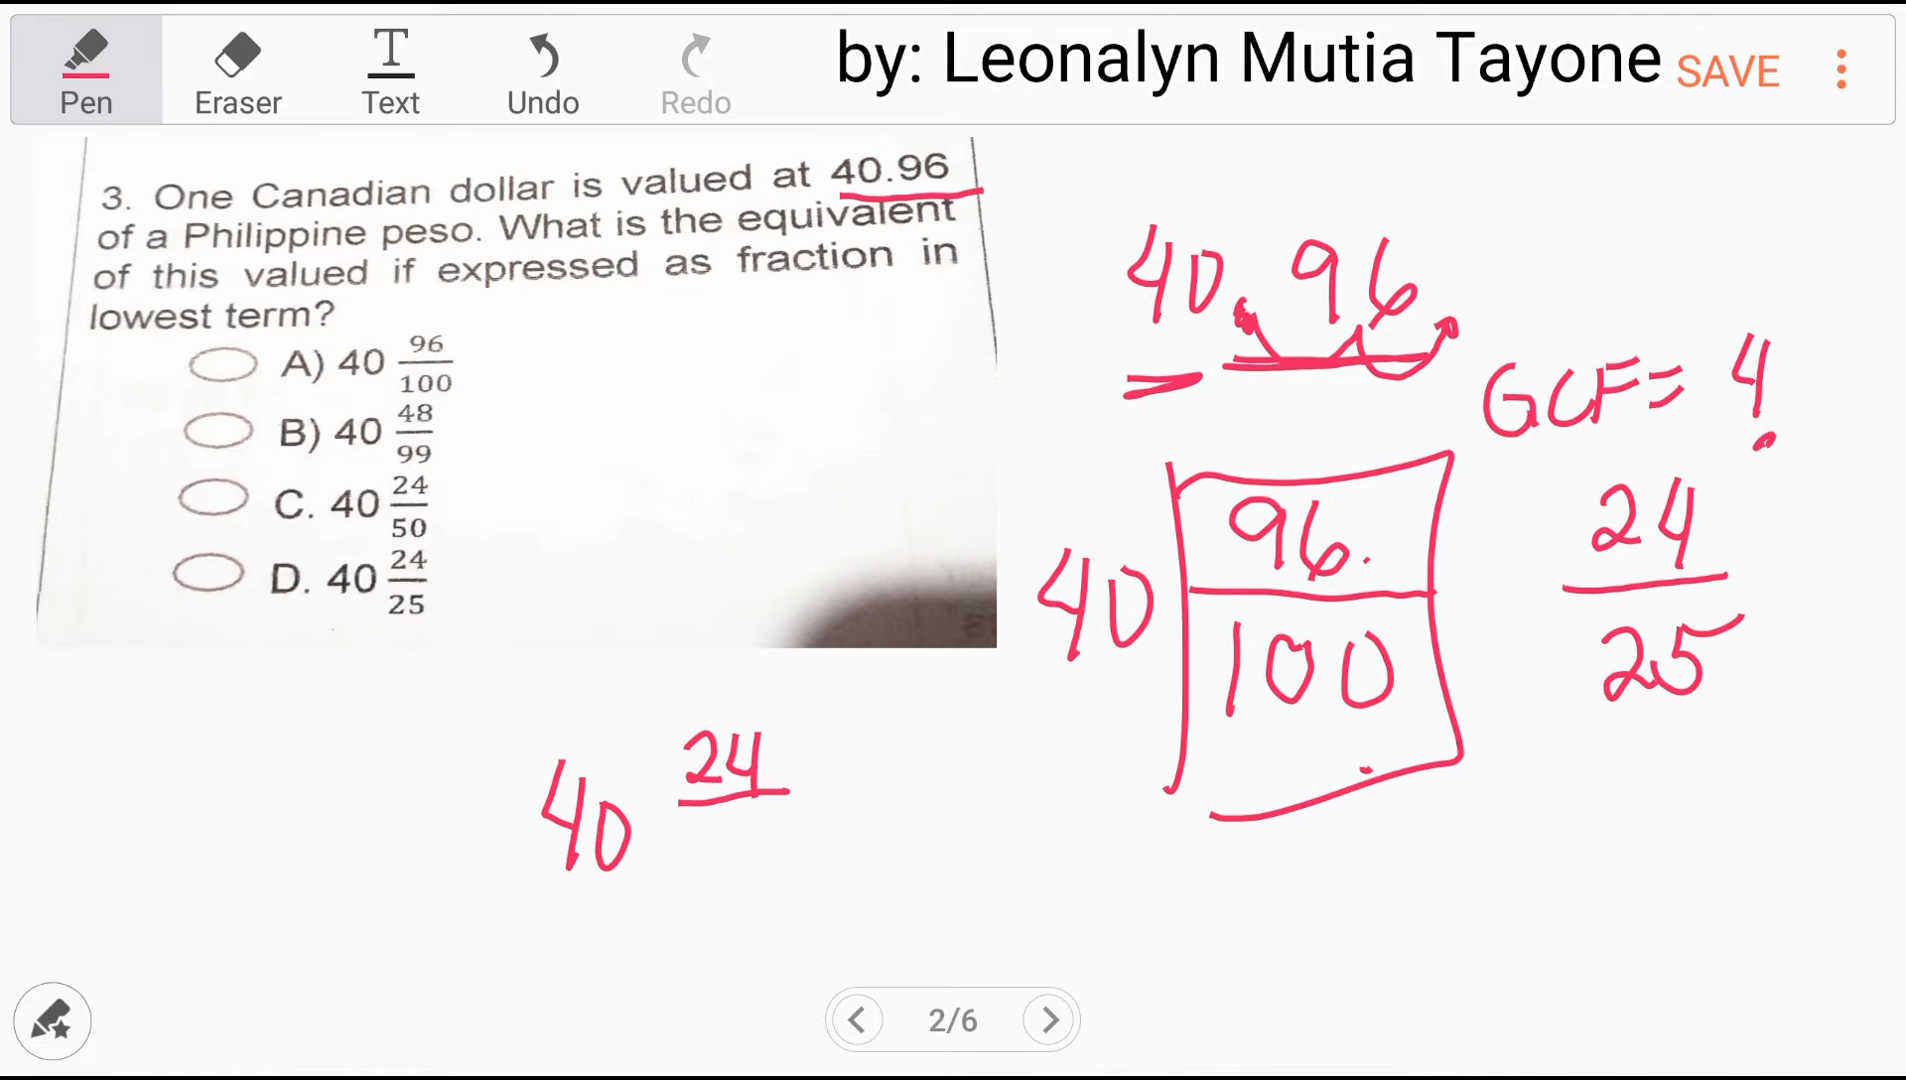 by: Leonalyn Mutia Tayone
SAVE
Pen
Eraser
Text
Undo
Redo
3. One Canadian dollar is valued at 40.96
of a Philippine peso. What is the equivalent
of this valued if expressed as fraction in
lowest term?
A) 40 96/100
B) 40 48/99
C. 40 24/50
D. 40 24/25
40.96
GCF= 4
40 96/100
24/25
40 24
2/6